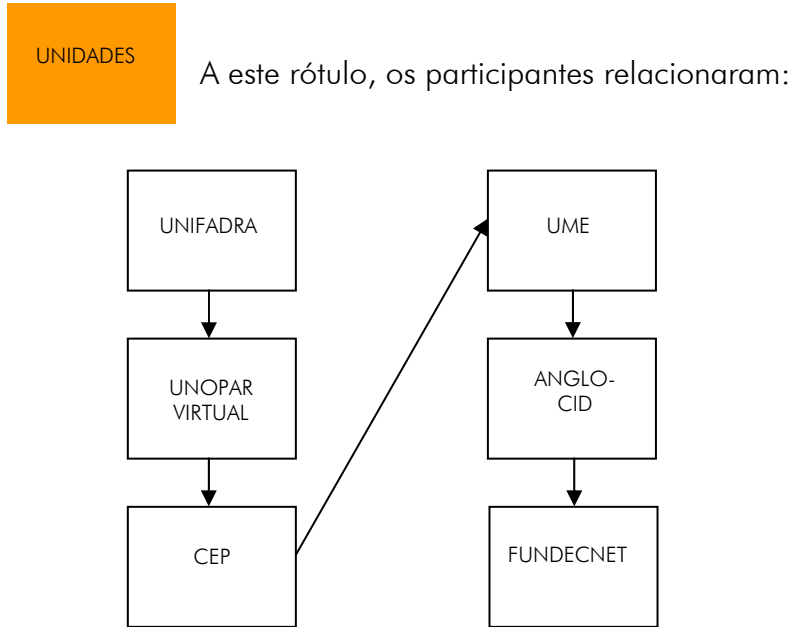 UNIDADES
A este rótulo, os participantes relacionaram:
UNIFADRA
UNOPAR
VIRTUAL
CEP
UME
ANGLO-
CID
FUNDECNET